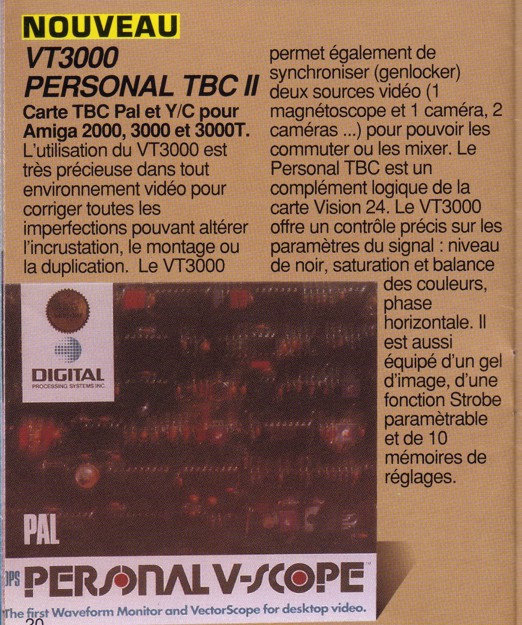 NOUVEAU
VT3000
PERSONAL TBC II
Carte TBC Pal et Y/C pour
Amiga 2000, 3000 et 3000T.
L'utilisation du VT3000 est
très précieuse dans tout
environnement vidéo pour
corriger toutes les
imperfections pouvant altérer
l'incrustation, le montage ou
la duplication. Le VT3000
permet également de
synchroniser (genlocker)
deux sources vidéo (1
magnétoscope et 1 caméra, 2
caméras ...) pour pouvoir les
commuter ou les mixer. Le
Personal TBC est un
complément logique de la
carte Vision 24. Le VT3000
offre un contrôle précis sur les
paramètres du signal : niveau
de noir, saturation et balance
des couleurs,
phase
horizontale. Il
est aussi
équipé d'un gel
d'image, d'une
fonction Strobe
paramètrable
et de 10
mémoires de
réglages.
DIGITAL
PROCESSING SYSTEMS INC.
PAL
DPS PERSONAL V-SCOPE™
The first Waveform Monitor and VectorScope for desktop video.
20